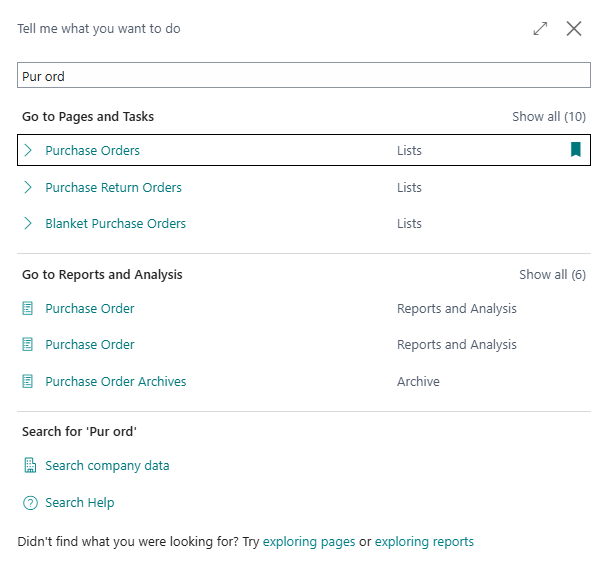 Tell me what you want to do
Pur ord
Go to Pages and Tasks Show all (10)
Purchase Orders Lists
Purchase Return Orders Lists
Blanket Purchase Orders Lists
Go to Reports and Analysis Show all (6)
Purchase Order Reports and Analysis
Purchase Order Reports and Analysis
Purchase Order Archives Archive
Search for 'Pur ord'
Search company data
Search Help
Didn't find what you were looking for? Try exploring pages or exploring reports